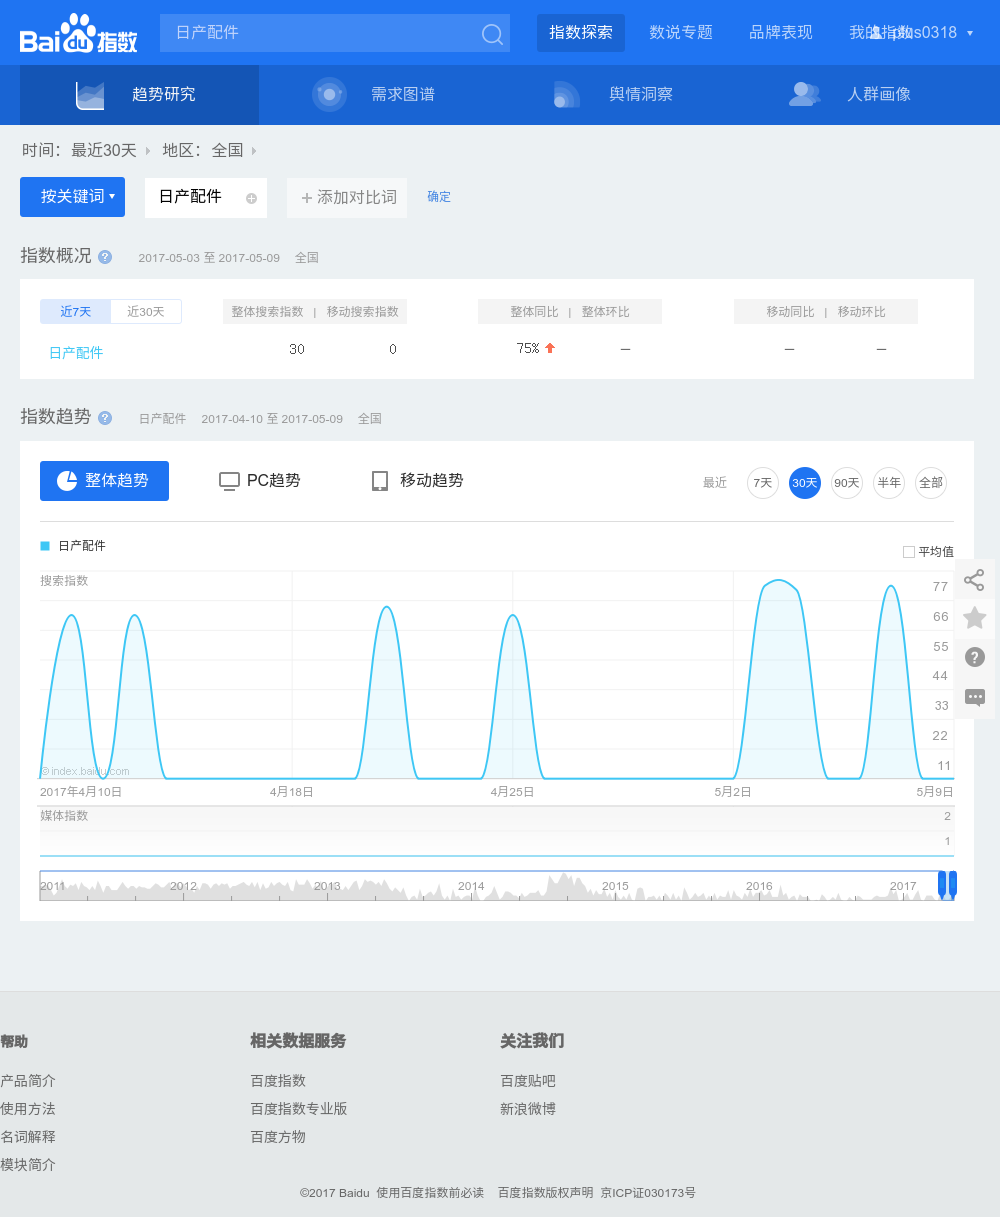 Bai du 指数 日产配件 指数探索 数说专题 品牌表现 我的指数 plus0318
趋势研究 需求图谱 舆情洞察 人群画像
时间： 最近30天 地区： 全国
按关键词 日产配件 添加对比词 确定
指数概况 ? 2017-05-03 至 2017-05-09 全国
近7天 近30天 整体搜索指数 | 移动搜索指数 整体同比 | 整体环比 移动同比 | 移动环比
日产配件 30 0 75% — — —
指数趋势 ? 日产配件 2017-04-10 至 2017-05-09 全国
整体趋势 PC趋势 移动趋势 最近 7天 30天 90天 半年 全部
日产配件
平均值
搜索指数
77
66
55
44
33
22
11
©index.baidu.com
2017年4月10日 4月18日 4月25日 5月2日 5月9日
媒体指数 2
1
2011 2012 2013 2014 2015 2016 2017
帮助 相关数据服务 关注我们
产品简介 百度指数 百度贴吧
使用方法 百度指数专业版 新浪微博
名词解释 百度方物
模块简介
©2017 Baidu 使用百度指数前必读 百度指数版权声明 京ICP证030173号